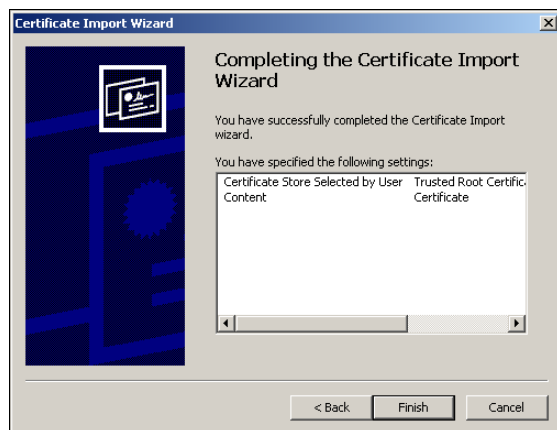 Certificate Import Wizard
Completing the Certificate Import
Wizard
You have successfully completed the Certificate Import
wizard.
You have specified the following settings:
Certificate Store Selected by User Trusted Root Certific
Content Certificate
< Back Finish Cancel